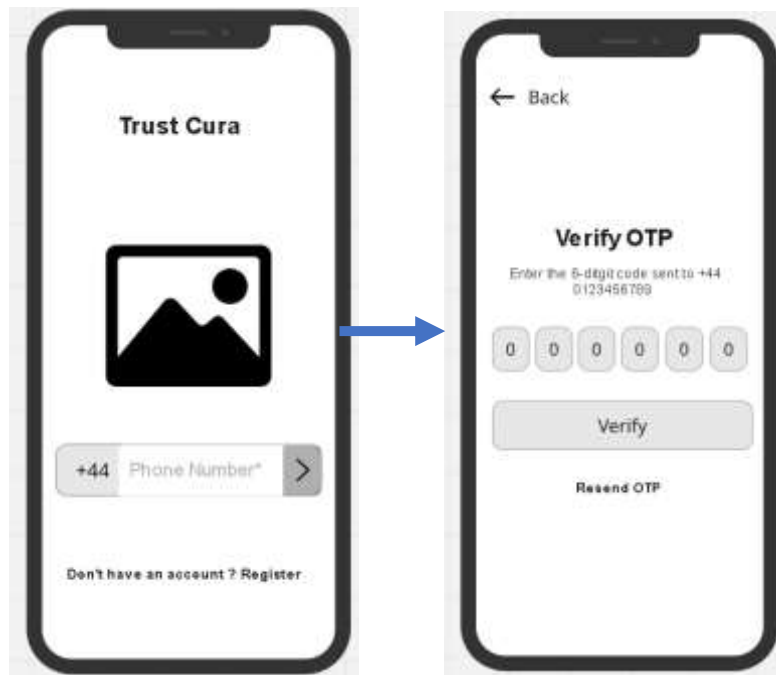 Trust Cura
+44 Phone Number*
Don't have an account ? Register
Back
Verify OTP
Enter the 6-digit code sent to +44
0123456789
0 0 0 0 0 0
Verify
Resend OTP